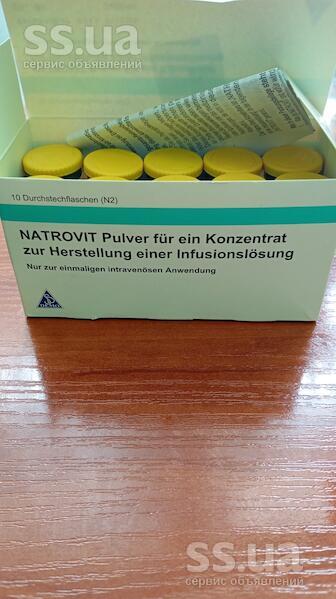 ss.ua
сервис объявлений
10 Durchstechflaschen (N2)
NATROVIT Pulver für ein Konzentrat
zur Herstellung einer Infusionslösung
Nur zur einmaligen intravenösen Anwendung
ss.ua
сервис объявлений